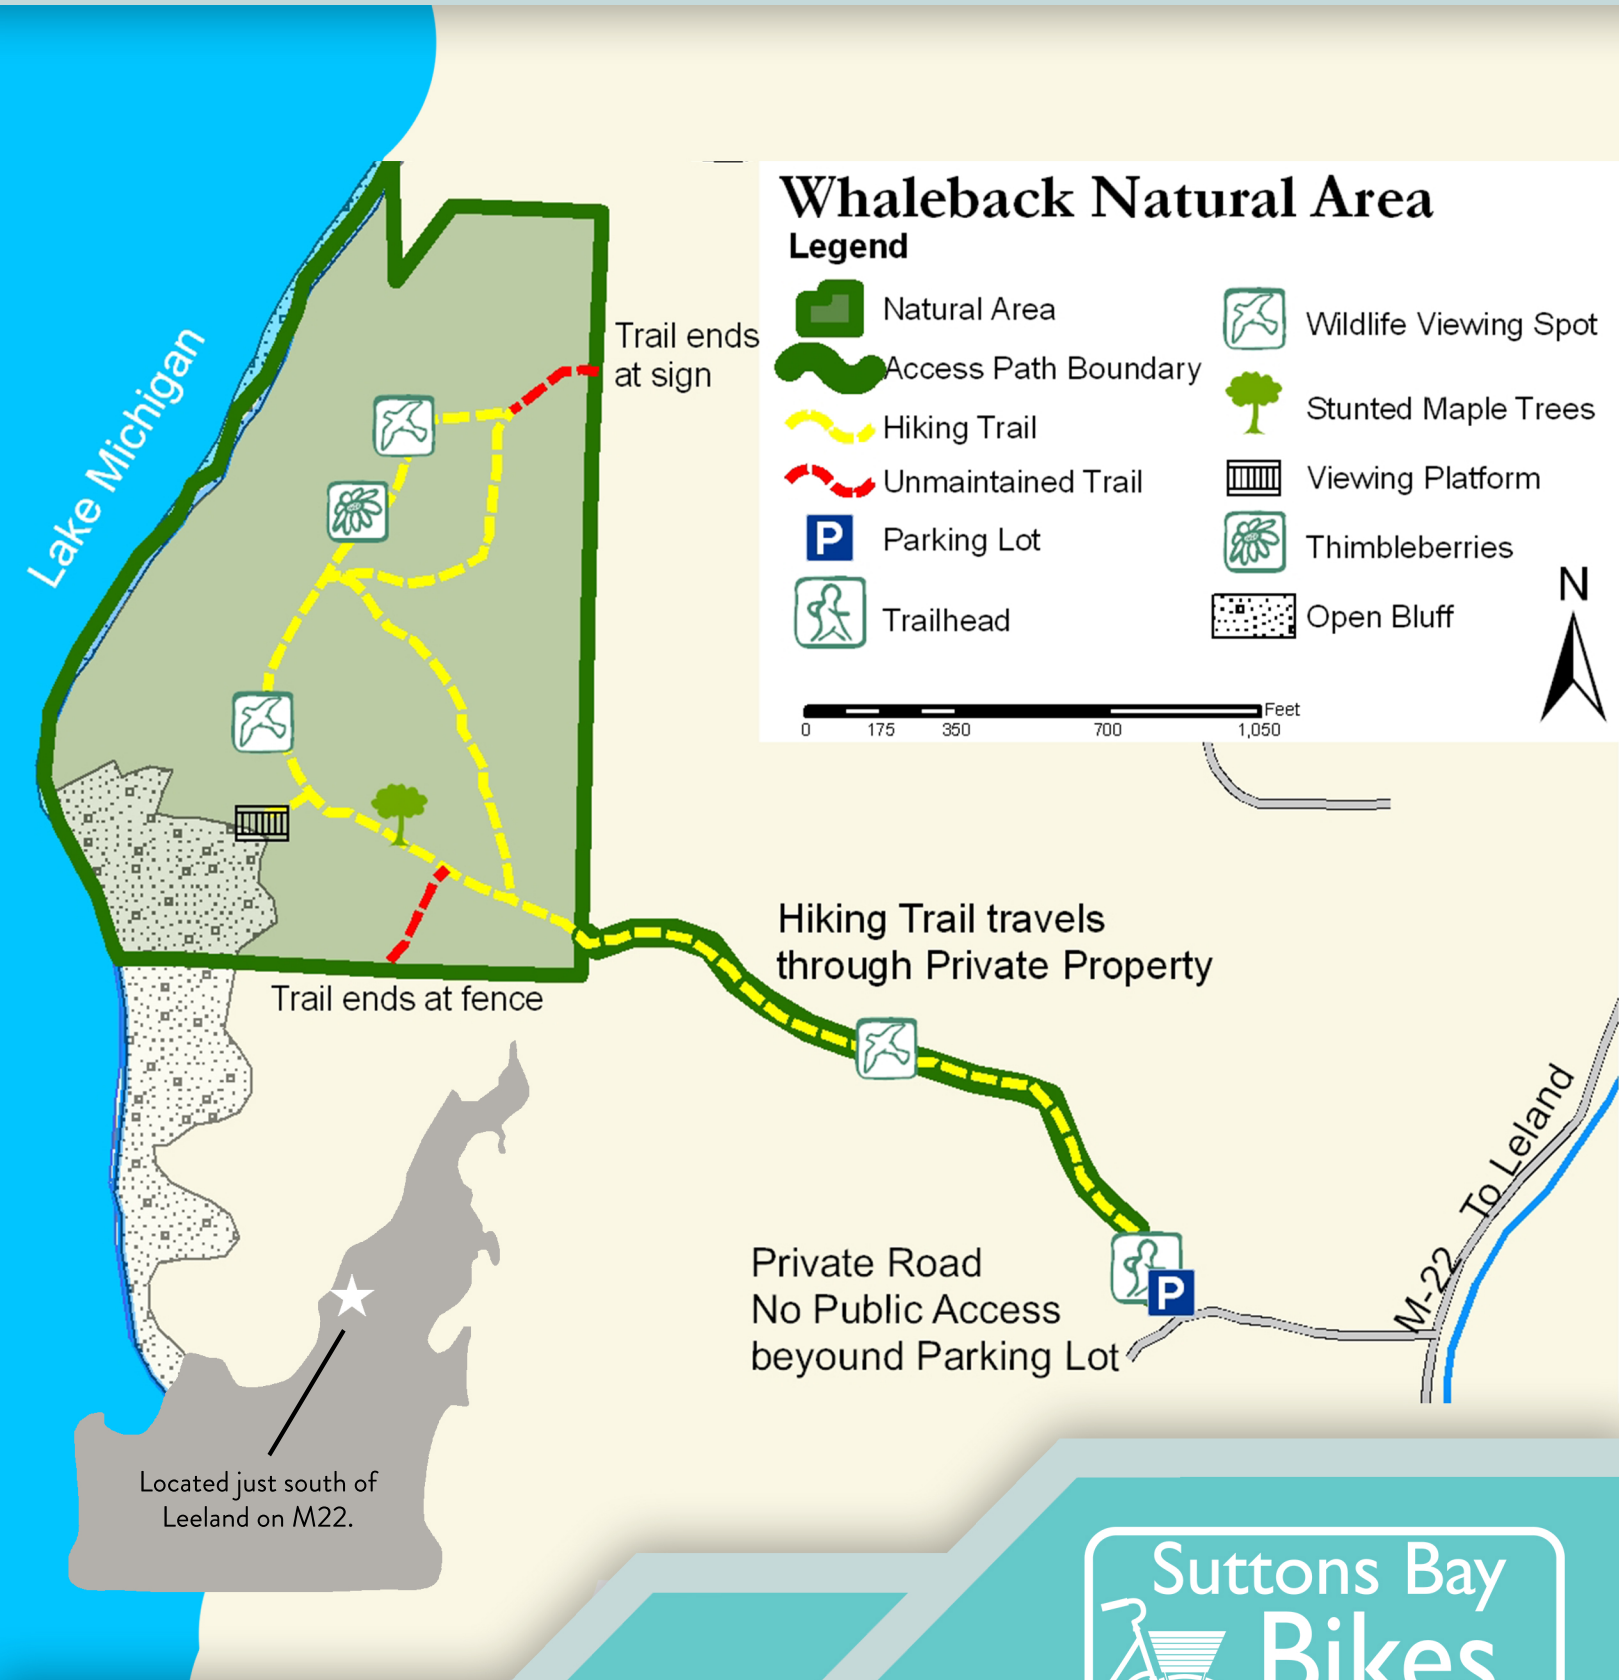 Whaleback Natural Area
Legend
Natural Area
Access Path Boundary
Hiking Trail
Unmaintained Trail
P
Parking Lot
Trailhead
Wildlife Viewing Spot
Stunted Maple Trees
Viewing Platform
Thimbleberries
Open Bluff
N
Feet
0 175 350 700 1,050
Trail ends
at sign
Lake Michigan
Hiking Trail travels
through Private Property
Trail ends at fence
To Leland
M-22
Private Road
No Public Access
beyound Parking Lot
P
Located just south of
Leeland on M22.
Suttons Bay
Bikes